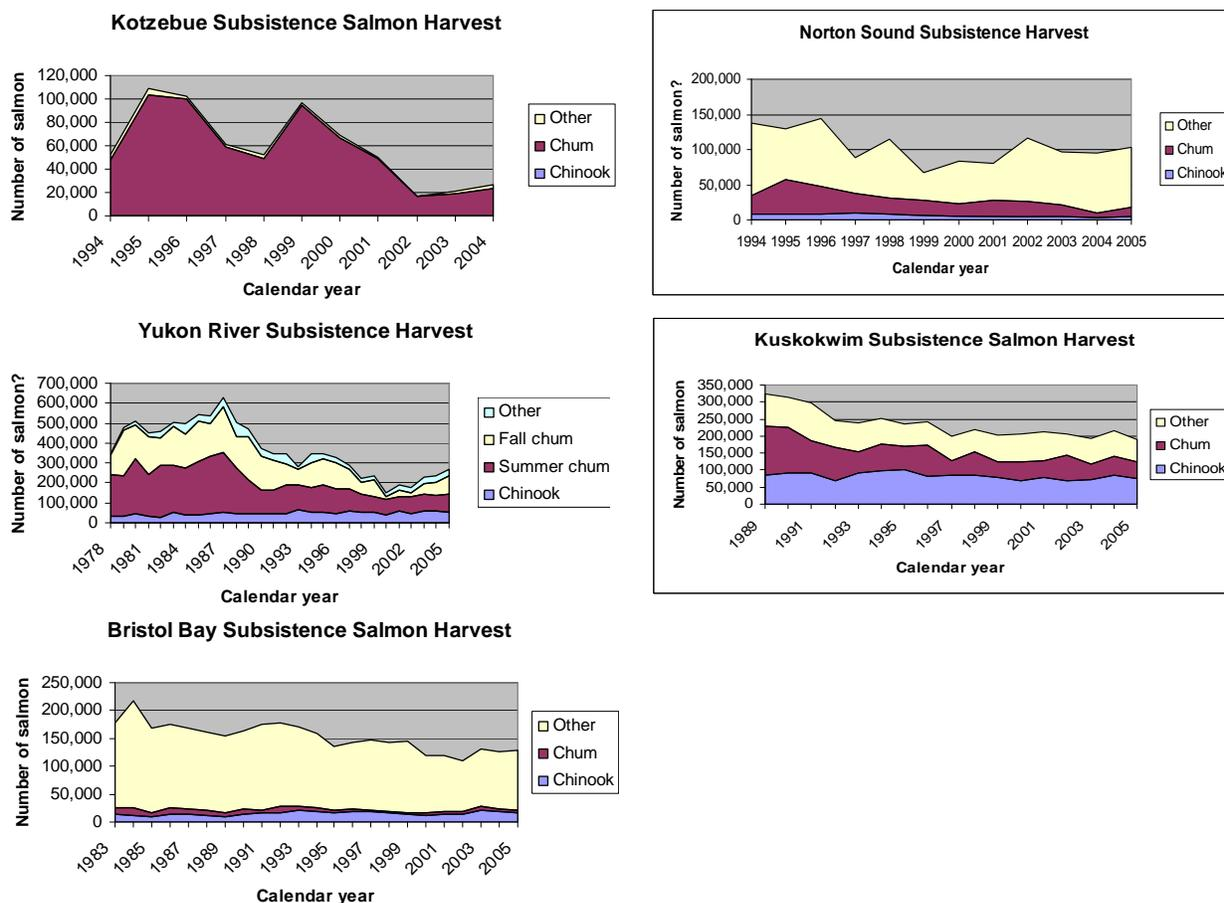 Kotzebue Subsistence Salmon Harvest
Number of salmon
120,000
100,000
80,000
60,000
40,000
20,000
0
1994
1995
1996
1997
1998
1999
2000
2001
2002
2003
2004
Calendar year
Other
Chum
Chinook
Norton Sound Subsistence Harvest
Number of salmon?
200,000
150,000
100,000
50,000
0
1994 1995 1996 1997 1998 1999 2000 2001 2002 2003 2004 2005
Calendar year
Other
Chum
Chinook
Yukon River Subsistence Harvest
Number of salmon?
700,000
600,000
500,000
400,000
300,000
200,000
100,000
0
1978
1981
1984
1987
1990
1993
1996
1999
2002
2005
Calendar year
Other
Fall chum
Summer chum
Chinook
Kuskokwim Subsistence Salmon Harvest
Number of salmon
350,000
300,000
250,000
200,000
150,000
100,000
50,000
0
1989
1991
1993
1995
1997
1999
2001
2003
2005
Calendar year
Other
Chum
Chinook
Bristol Bay Subsistence Salmon Harvest
Number of salmon
250,000
200,000
150,000
100,000
50,000
0
1983
1985
1987
1989
1991
1993
1995
1997
1999
2001
2003
2005
Calendar year
Other
Chum
Chinook